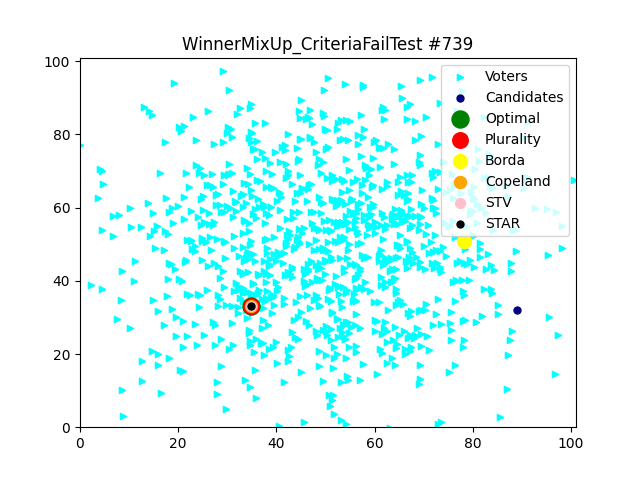 WinnerMixUp_CriteriaFailTest #739
100
80
60
40
20
0
0
20
40
60
80
100
Voters
Candidates
Optimal
Plurality
Borda
Copeland
STV
STAR